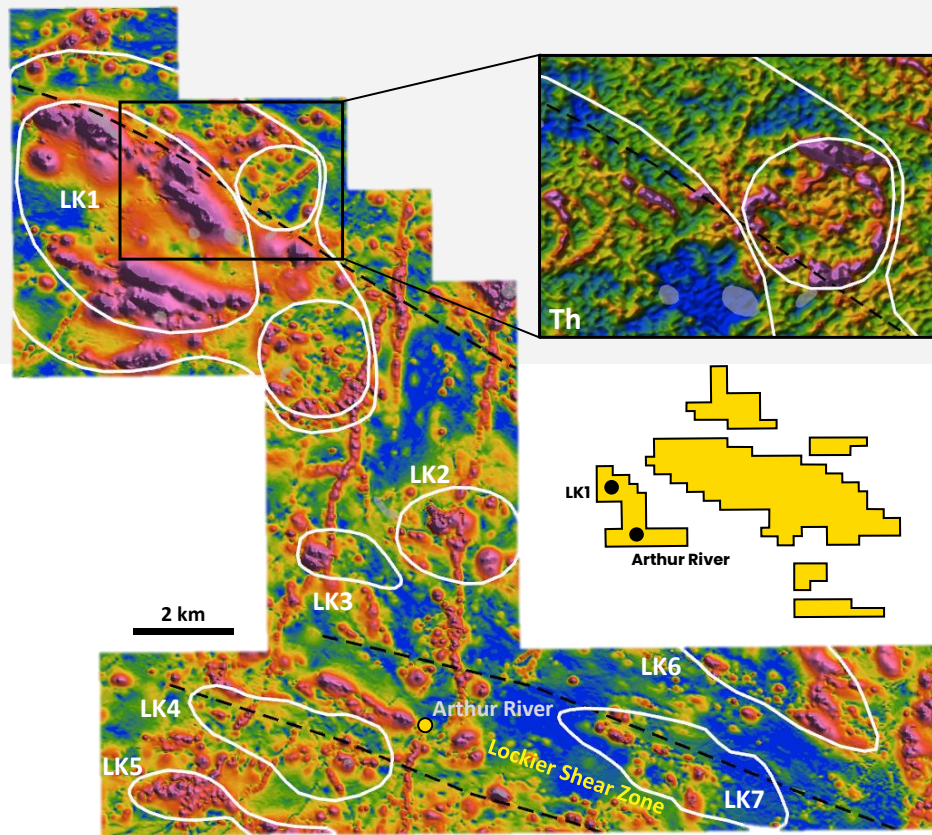 LK1
Th
LK2
LK1
Arthur River
LK3
2 km
LK6
LK4
Arthur River
Lockier Shear Zone
LK5
LK7